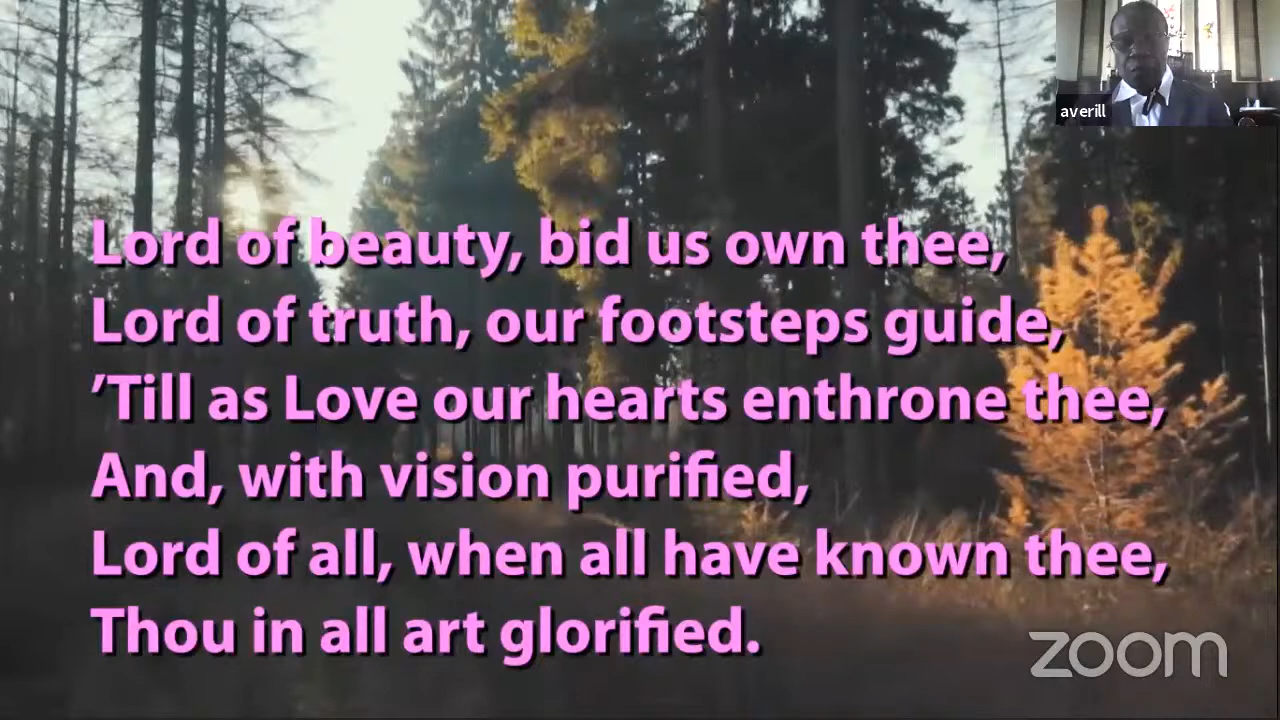 averill
Lord of beauty, bid us own thee,
Lord of truth, our footsteps guide,
’Till as Love our hearts enthrone thee,
And, with vision purified,
Lord of all, when all have known thee,
Thou in all art glorified.
zoom